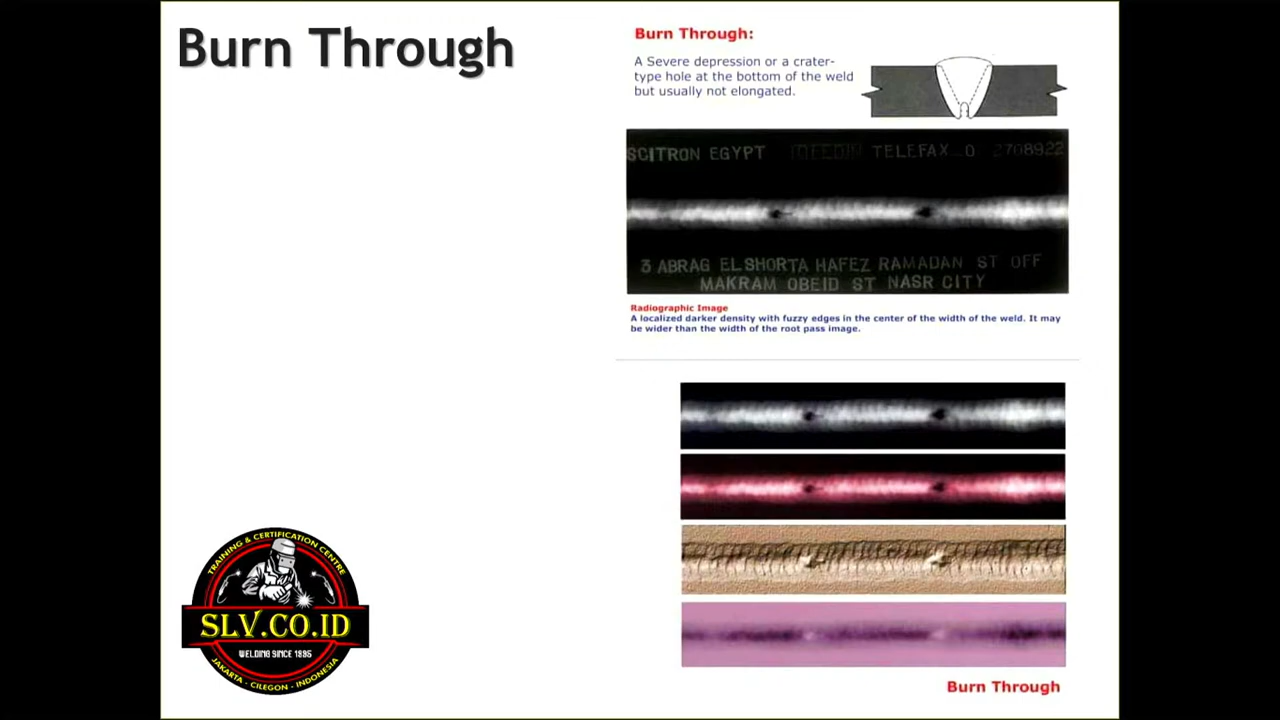 Burn Through
Burn Through:
A Severe depression or a crater-
type hole at the bottom of the weld
but usually not elongated.
SCITRON EGYPT TELEFAX 0 2708922
3 ABRAG EL SHORTA HAFEZ RAMADAN ST OFF
MAKRAM OBEID ST NASR CITY
Radiographic Image
A localized darker density with fuzzy edges in the center of the width of the weld. It may
be wider than the width of the root pass image.
TRAINING & CERTIFICATION CENTRE
SLV.CO.ID
WELDING SINCE 1995
JAKARTA - CILEGON - INDONESIA
Burn Through